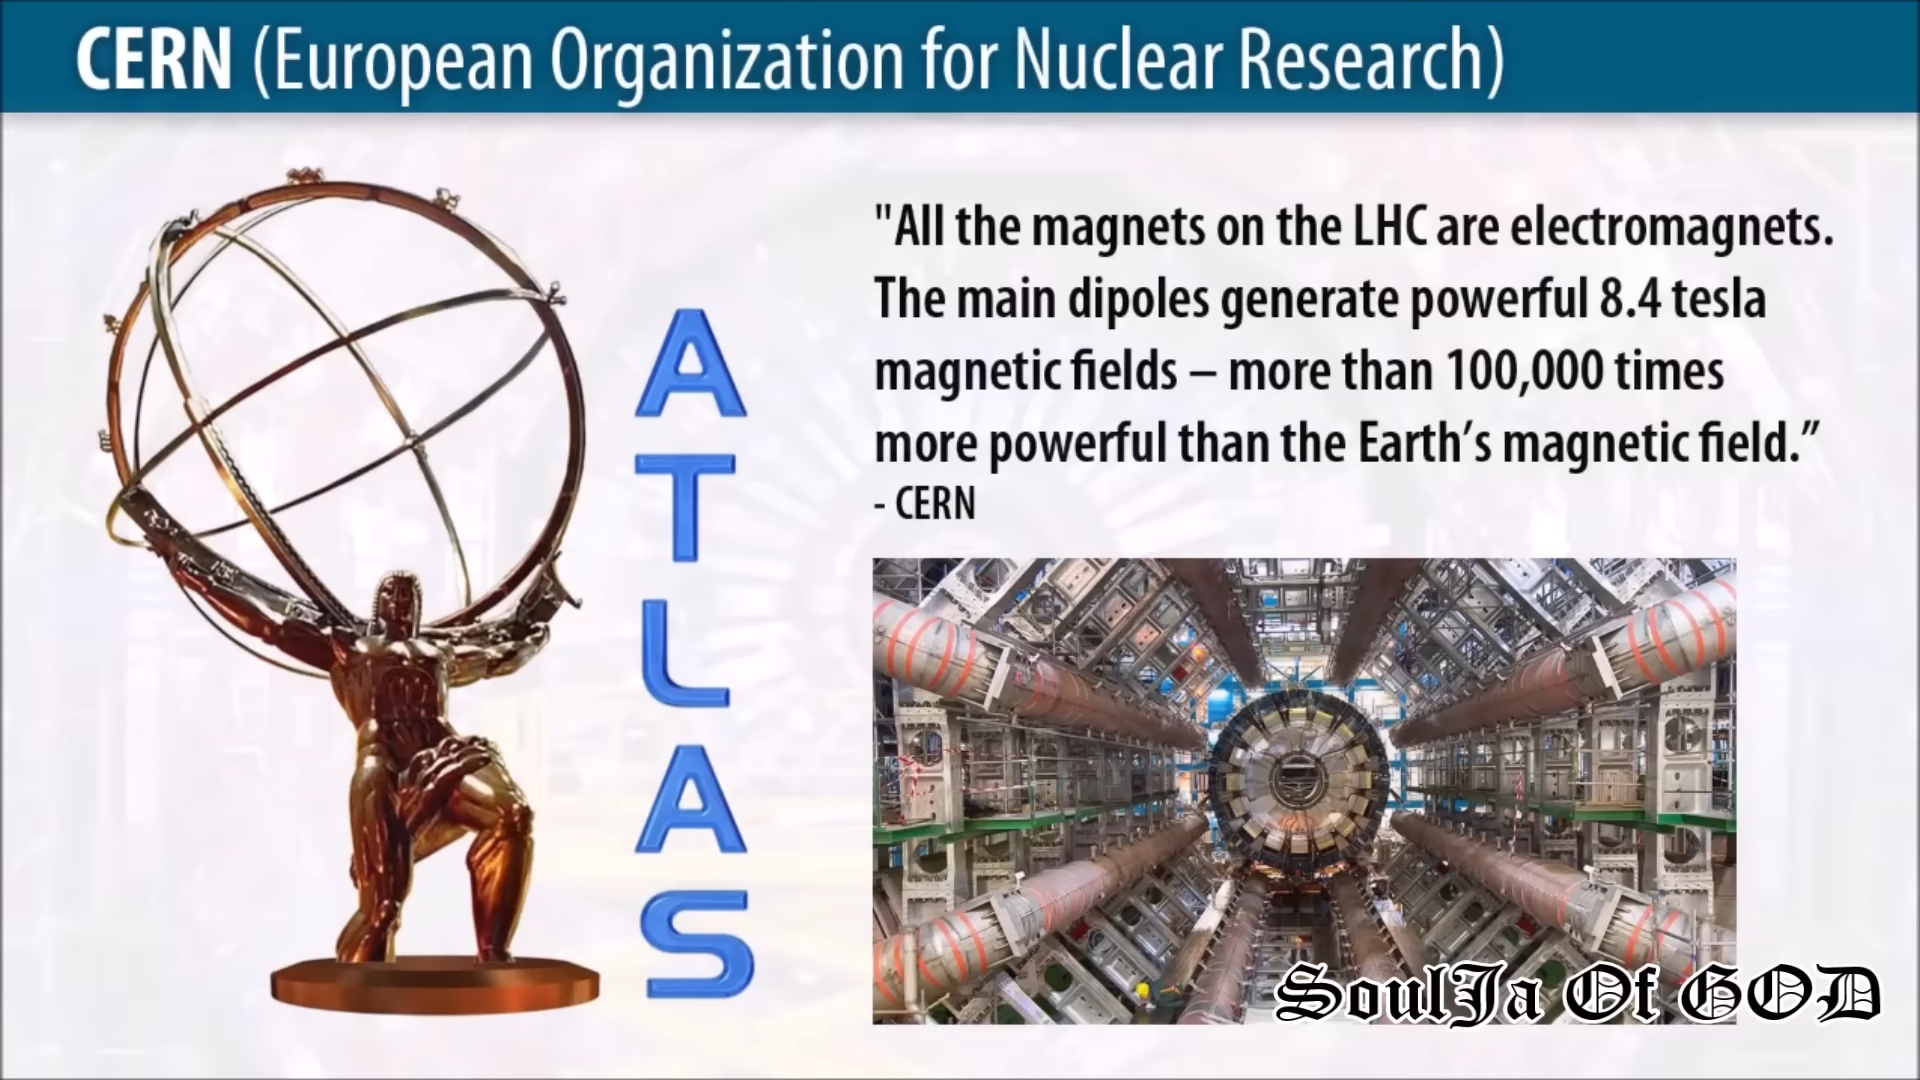 CERN (European Organization for Nuclear Research)
ATLAS
"All the magnets on the LHC are electromagnets.
The main dipoles generate powerful 8.4 tesla
magnetic fields – more than 100,000 times
more powerful than the Earth’s magnetic field.”
- CERN
SoulJa Of GOD